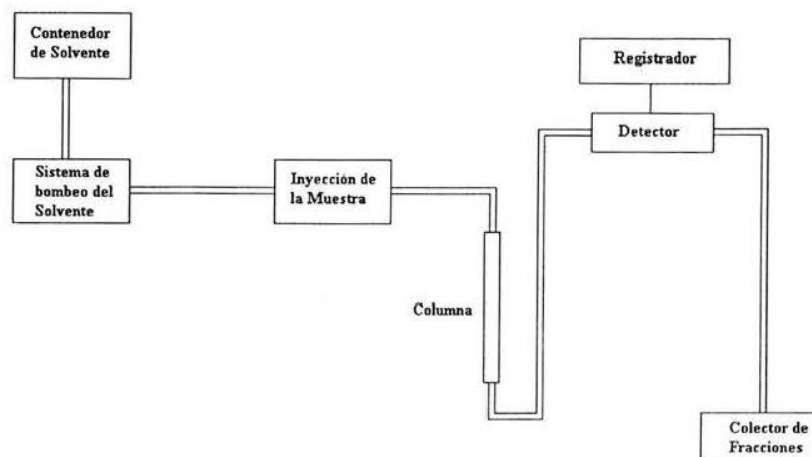 Contenedor
de Solvente
Registrador
Detector
Sistema de
bombeo del
Solvente
Inyección de
la Muestra
Columna
Colector de
Fracciones